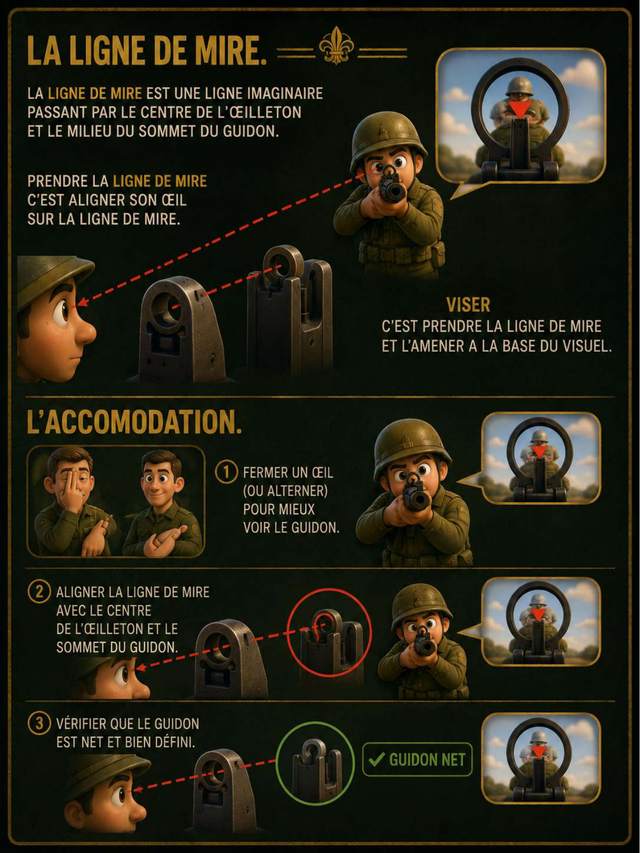 LA LIGNE DE MIRE.
LA LIGNE DE MIRE EST UNE LIGNE IMAGINAIRE
PASSANT PAR LE CENTRE DE L'ŒILLETON
ET LE MILIEU DU SOMMET DU GUIDON.
PRENDRE LA LIGNE DE MIRE
C'EST ALIGNER SON ŒIL
SUR LA LIGNE DE MIRE.
VISER
C'EST PRENDRE LA LIGNE DE MIRE
ET L'AMENER A LA BASE DU VISUEL.
L'ACCOMODATION.
1 FERMER UN ŒIL
(OU ALTERNER)
POUR MIEUX
VOIR LE GUIDON.
2 ALIGNER LA LIGNE DE MIRE
AVEC LE CENTRE
DE L'ŒILLETON ET LE
SOMMET DU GUIDON.
3 VÉRIFIER QUE LE GUIDON
EST NET ET BIEN DÉFINI.
✓ GUIDON NET